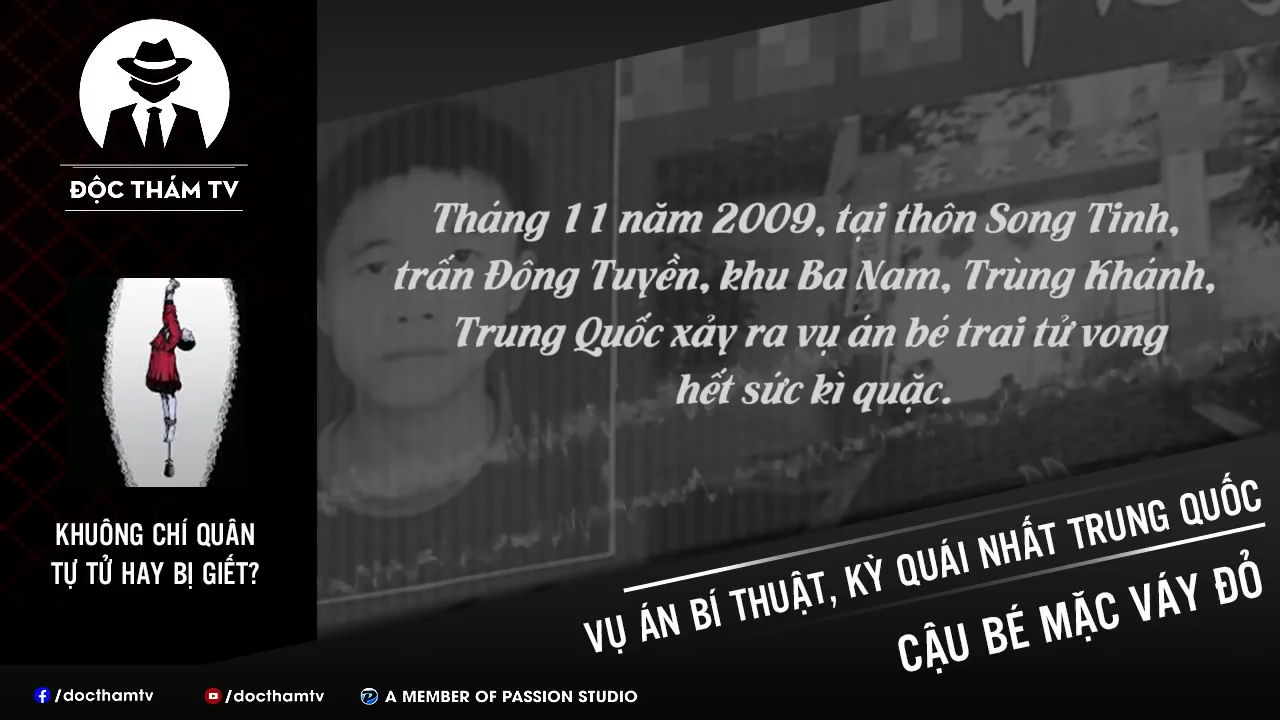 ĐỘC THÁM TV
KHUÔNG CHÍ QUÂN
TỰ TỬ HAY BỊ GIẾT?
Tháng 11 năm 2009, tại thôn Song Tinh,
trấn Đông Tuyền, khu Ba Nam, Trùng Khánh,
Trung Quốc xảy ra vụ án bé trai tử vong
hết sức kì quặc.
VỤ ÁN BÍ THUẬT, KỲ QUÁI NHẤT TRUNG QUỐC
CẬU BÉ MẶC VÁY ĐỎ
/docthamtv
/docthamtv
A MEMBER OF PASSION STUDIO